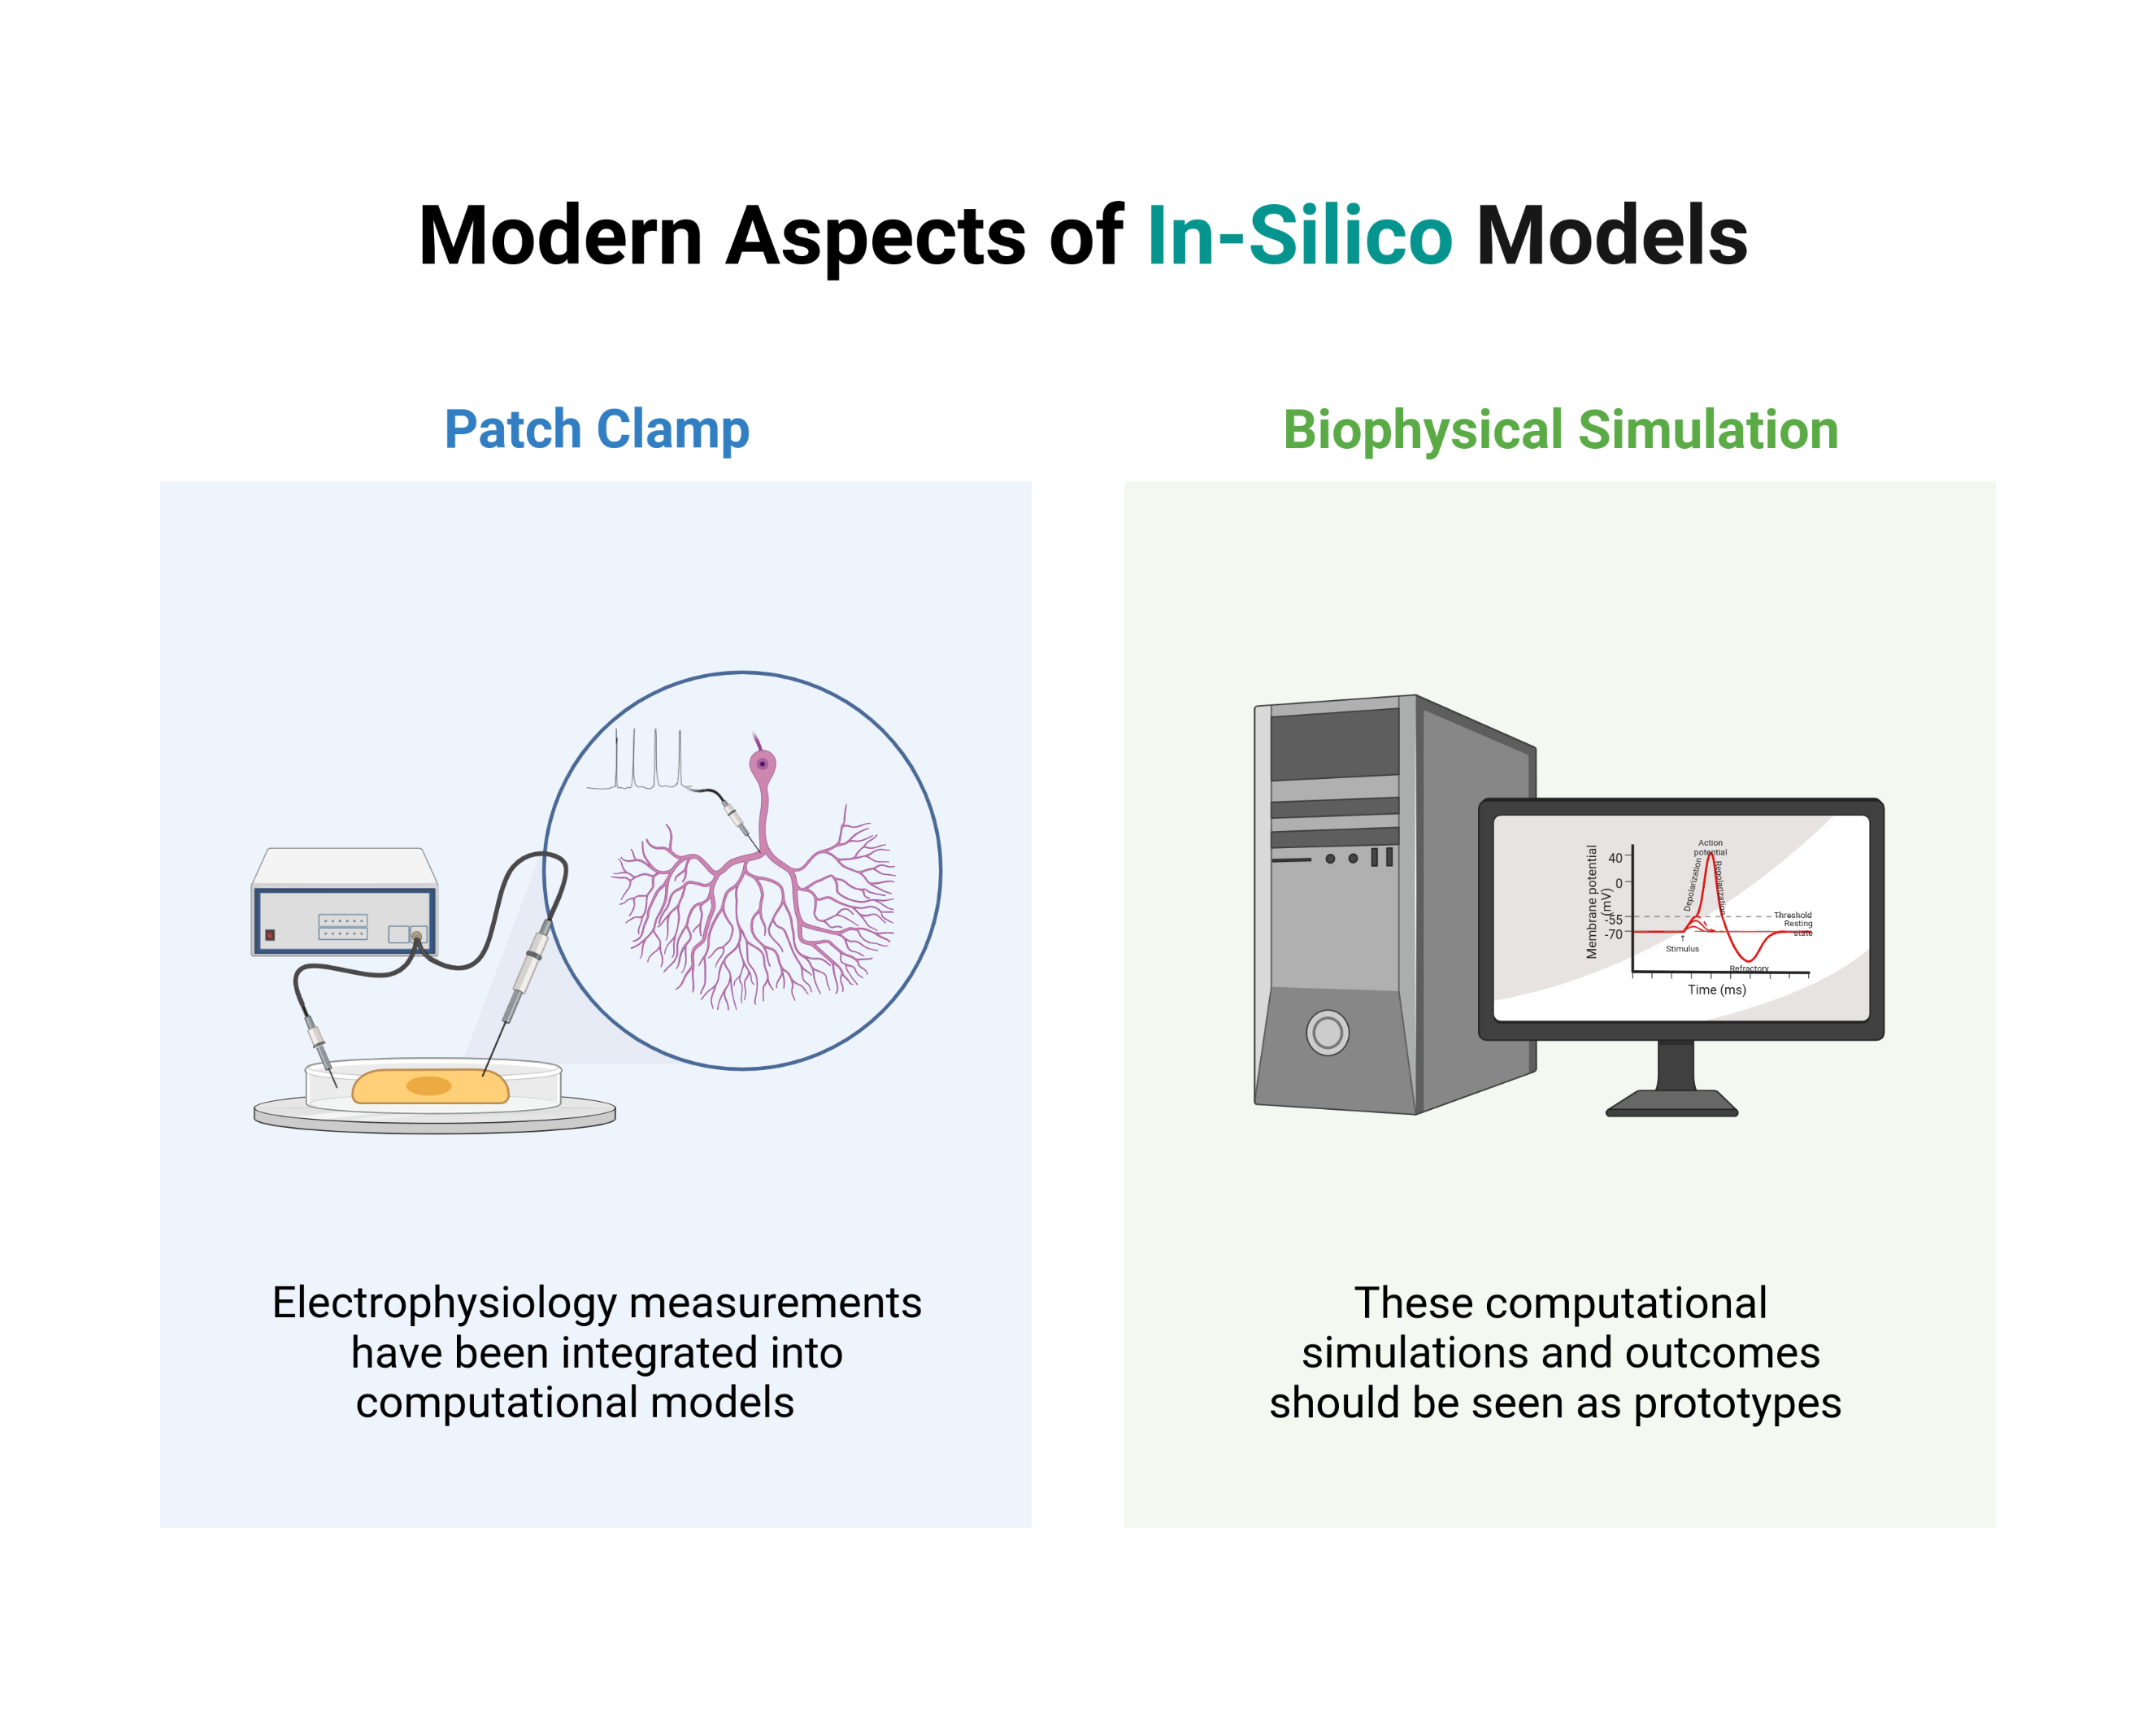 Modern Aspects of In-Silico Models
Patch Clamp
Electrophysiology measurements
have been integrated into
computational models
Biophysical Simulation
Membrane potential
(mV)
40
0
-55
-70
Action
potential
Depolarization
Repolarization
Threshold
Resting
state
Stimulus
Refractory
Time (ms)
These computational
simulations and outcomes
should be seen as prototypes